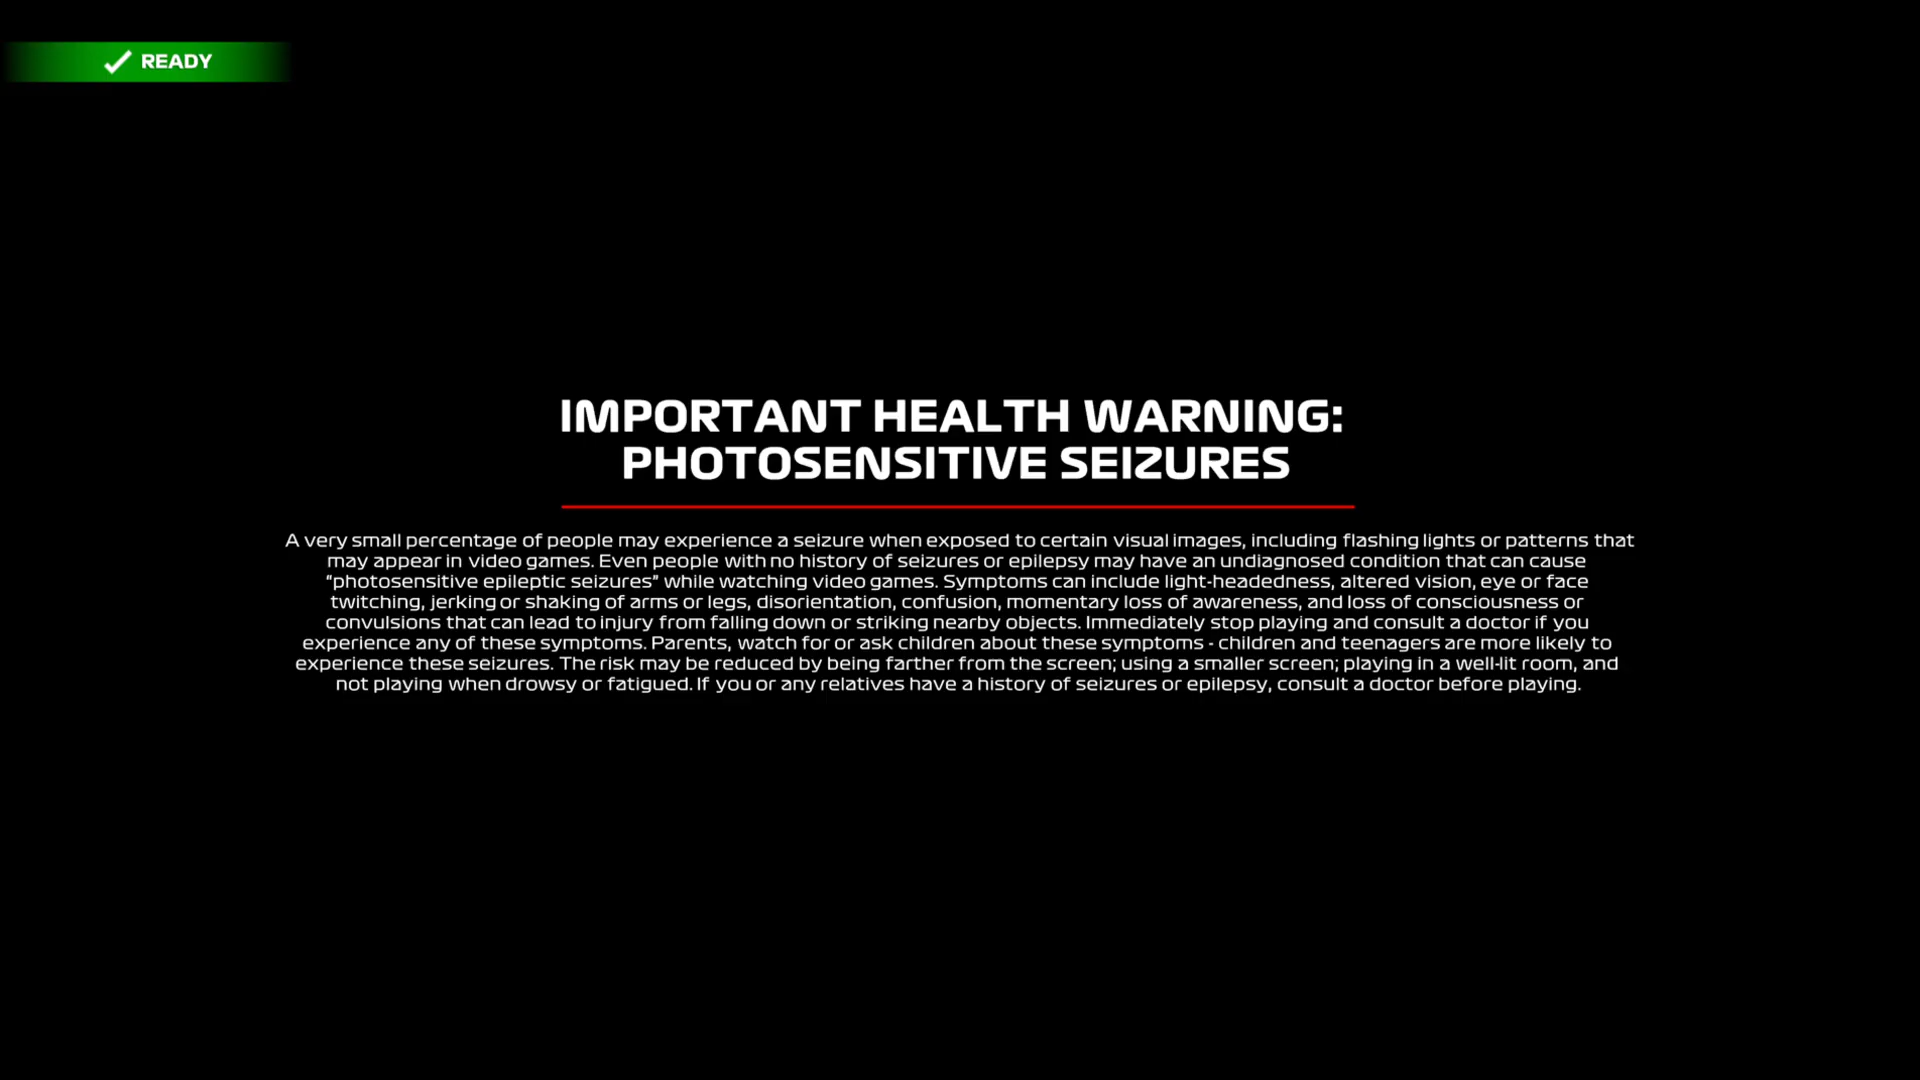 READY
IMPORTANT HEALTH WARNING:
PHOTOSENSITIVE SEIZURES
A very small percentage of people may experience a seizure when exposed to certain visual images, including flashing lights or patterns that
may appear in video games. Even people with no history of seizures or epilepsy may have an undiagnosed condition that can cause
“photosensitive epileptic seizures” while watching video games. Symptoms can include light-headedness, altered vision, eye or face
twitching, jerking or shaking of arms or legs, disorientation, confusion, momentary loss of awareness, and loss of consciousness or
convulsions that can lead to injury from falling down or striking nearby objects. Immediately stop playing and consult a doctor if you
experience any of these symptoms. Parents, watch for or ask children about these symptoms - children and teenagers are more likely to
experience these seizures. The risk may be reduced by being farther from the screen; using a smaller screen; playing in a well-lit room, and
not playing when drowsy or fatigued. If you or any relatives have a history of seizures or epilepsy, consult a doctor before playing.